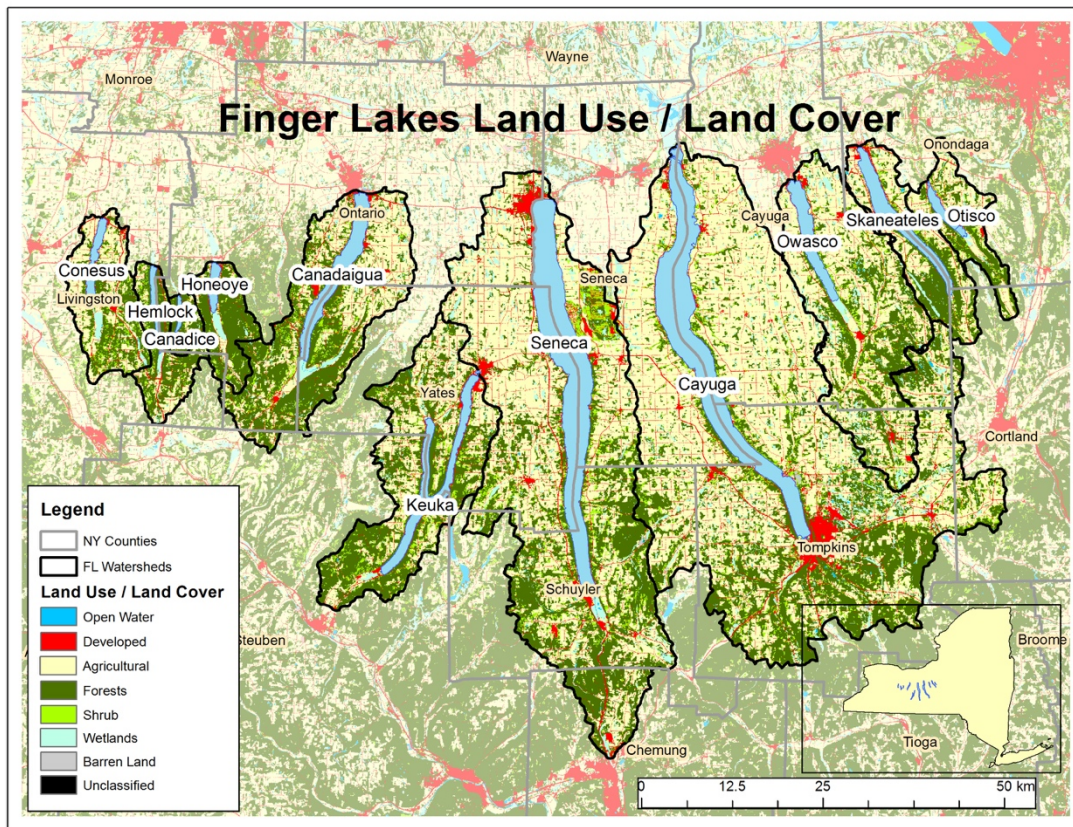 Wayne
Monroe
Finger Lakes Land Use / Land Cover
Onondaga
Ontario
Cayuga
Skaneateles
Otisco
Owasco
Conesus
Honeoye
Canadaigua
Livingston
Hemlock
Canadice
Seneca
Seneca
Cayuga
Yates
Cortland
Keuka
Tompkins
Schuyler
Steuben
Broome
Tioga
Chemung
Legend
NY Counties
FL Watersheds
Land Use / Land Cover
Open Water
Developed
Agricultural
Forests
Shrub
Wetlands
Barren Land
Unclassified
0 12.5 25 50 km